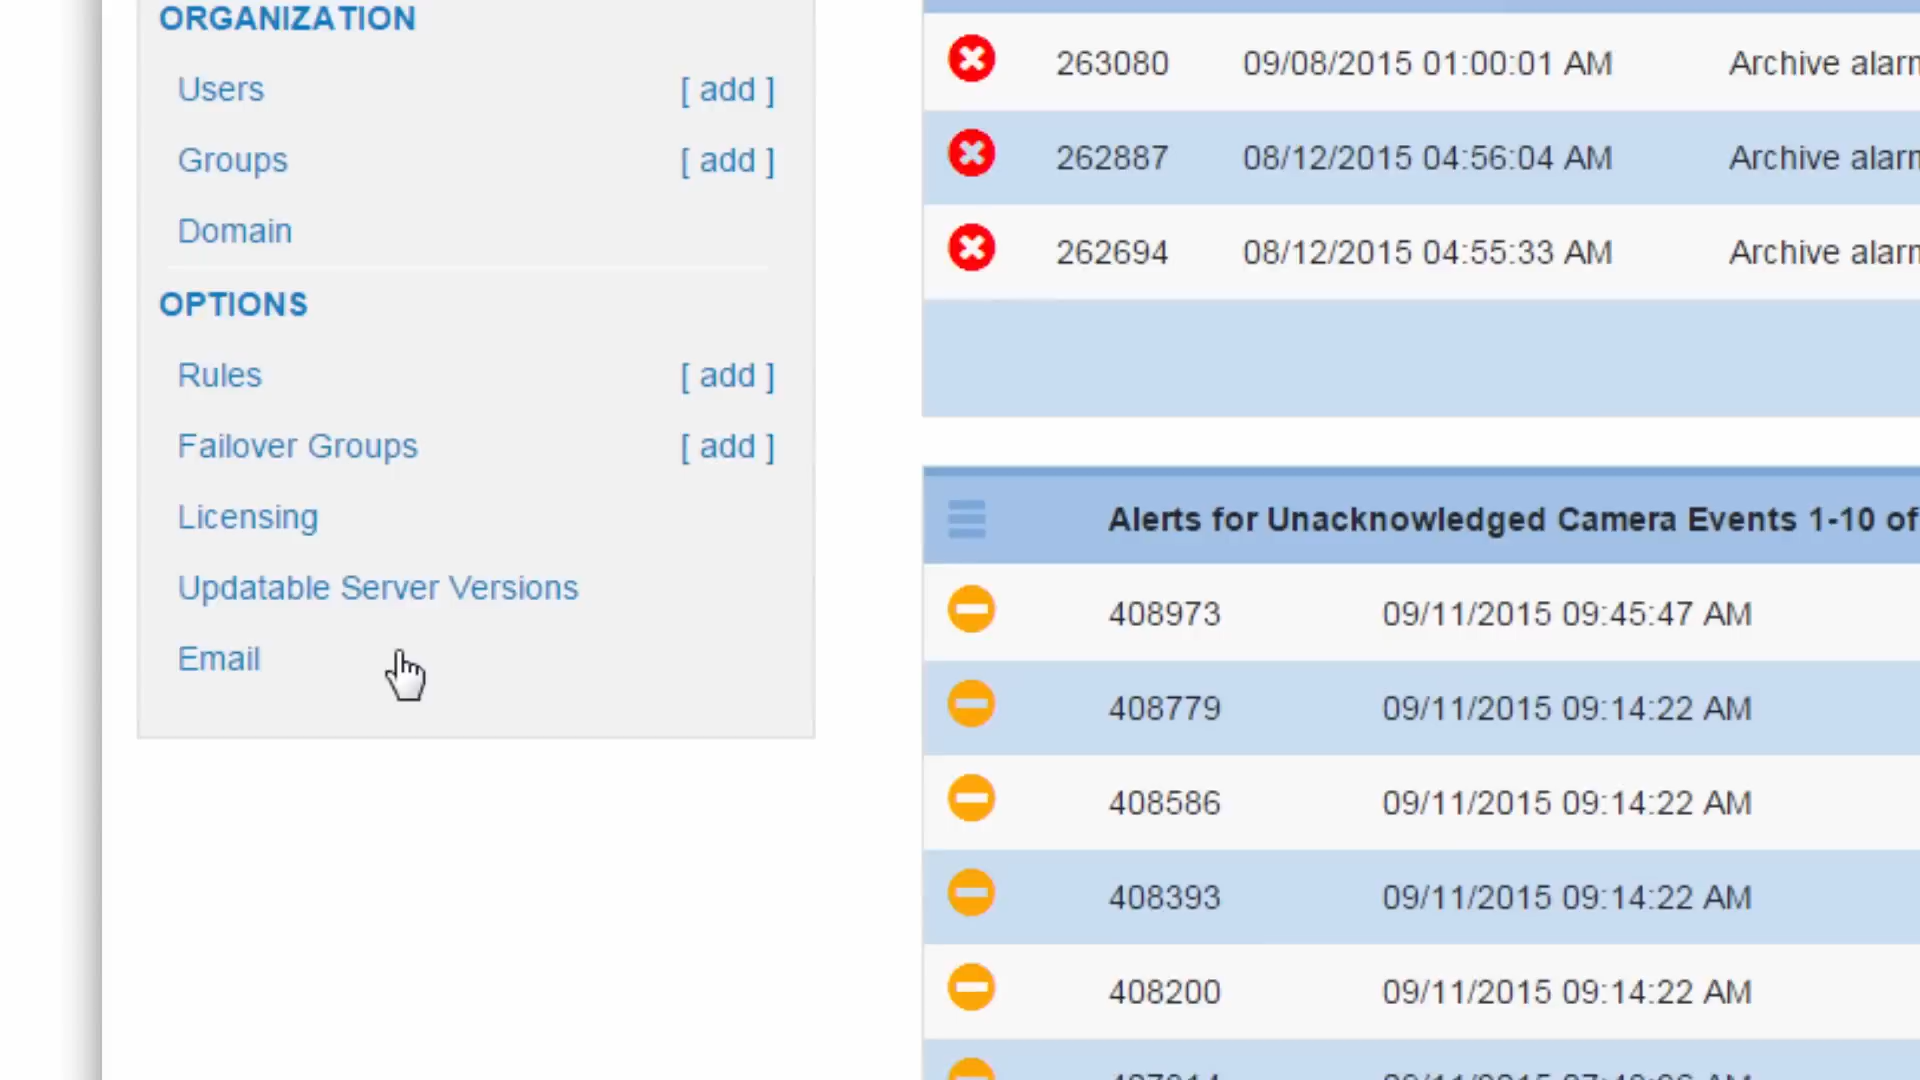 ORGANIZATION
Users [ add ]
Groups [ add ]
Domain
OPTIONS
Rules [ add ]
Failover Groups [ add ]
Licensing
Updatable Server Versions
Email
263080 09/08/2015 01:00:01 AM Archive
262887 08/12/2015 04:56:04 AM Archive
262694 08/12/2015 04:55:33 AM Archive
Alerts for Unacknowledged Camera Events 1-10 of
408973 09/11/2015 09:45:47 AM
408779 09/11/2015 09:14:22 AM
408586 09/11/2015 09:14:22 AM
408393 09/11/2015 09:14:22 AM
408200 09/11/2015 09:14:22 AM